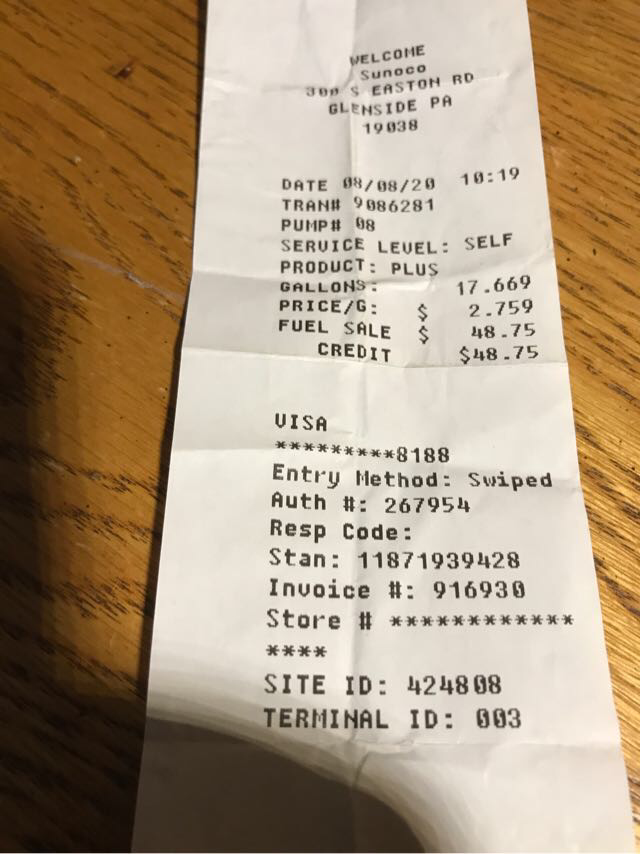 WELCOME
Sunoco
300 S EASTON RD
GLENSIDE PA
19038
DATE 08/08/20 10:19
TRAN# 9086281
PUMP# 08
SERVICE LEVEL: SELF
PRODUCT: PLUS
GALLONS: 17.669
PRICE/G: $ 2.759
FUEL SALE $ 48.75
CREDIT $48.75
VISA
*********8188
Entry Method: Swiped
Auth #: 267954
Resp Code:
Stan: 11871939428
Invoice #: 916930
Store # ************
****
SITE ID: 424808
TERMINAL ID: 003